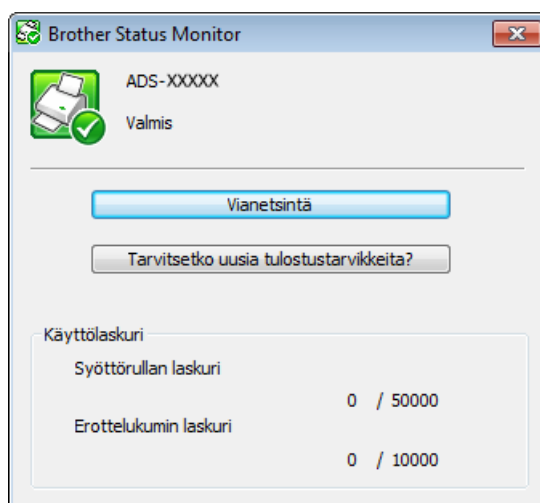 Brother Status Monitor
ADS-XXXXX
Valmis
Vianetsintä
Tarvitsetko uusia tulostustarvikkeita?
Käyttölaskuri
Syöttörullan laskuri
0 / 50000
Erottelukumin laskuri
0 / 10000